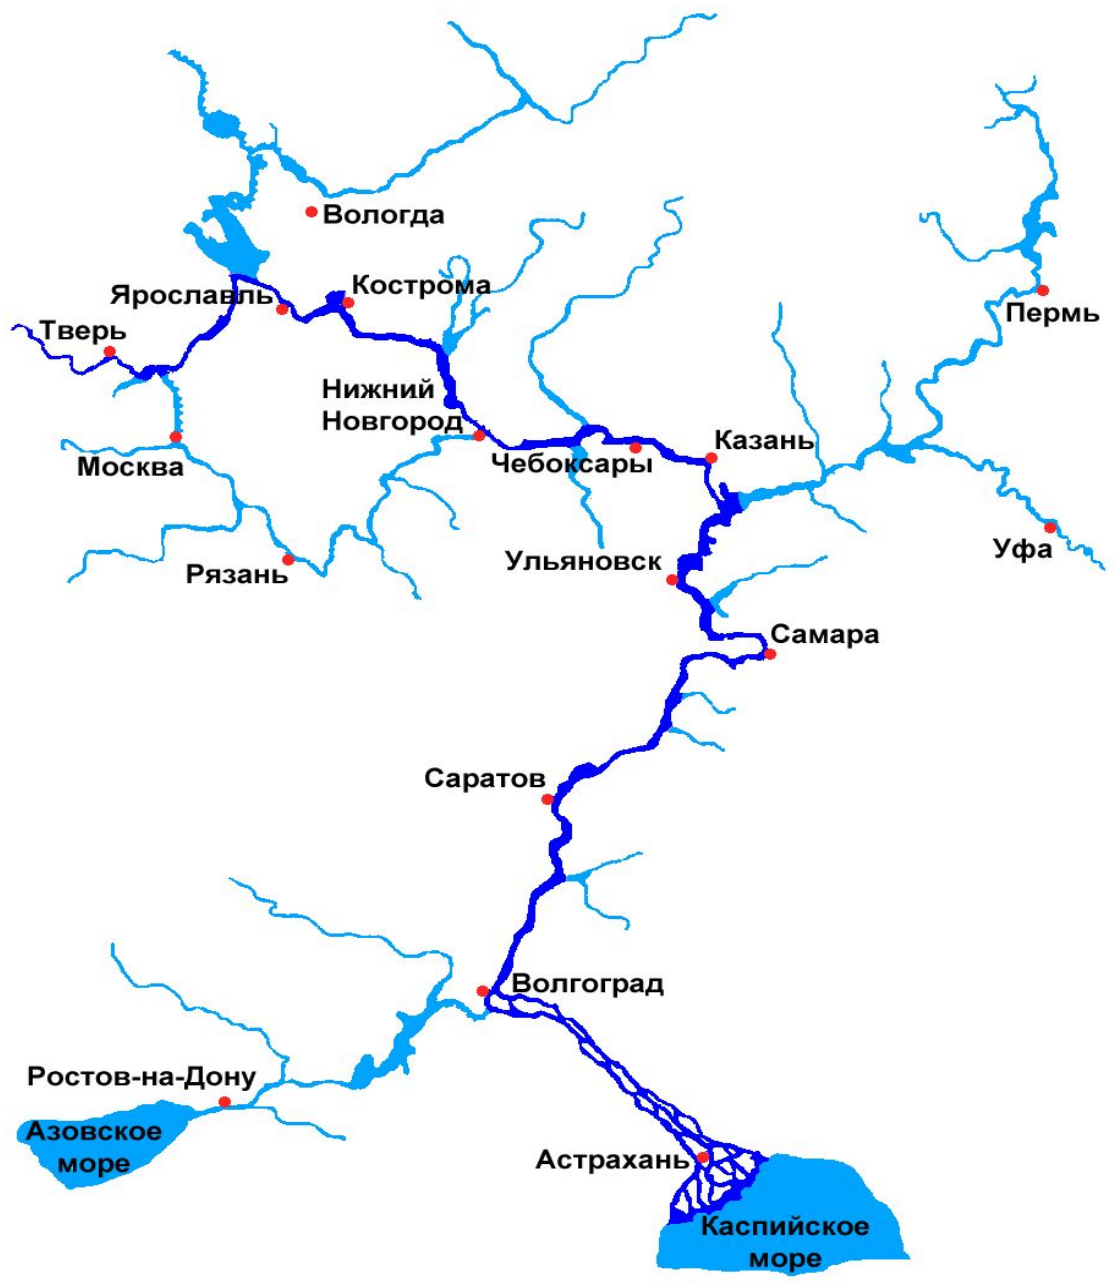 Вологда
Кострома
Ярославль
Пермь
Тверь
Нижний
Новгород
Казань
Чебоксары
Москва
Уфа
Ульяновск
Рязань
Самара
Саратов
Волгоград
Ростов-на-Дону
Азовское
море
Астрахань
Каспийское
море